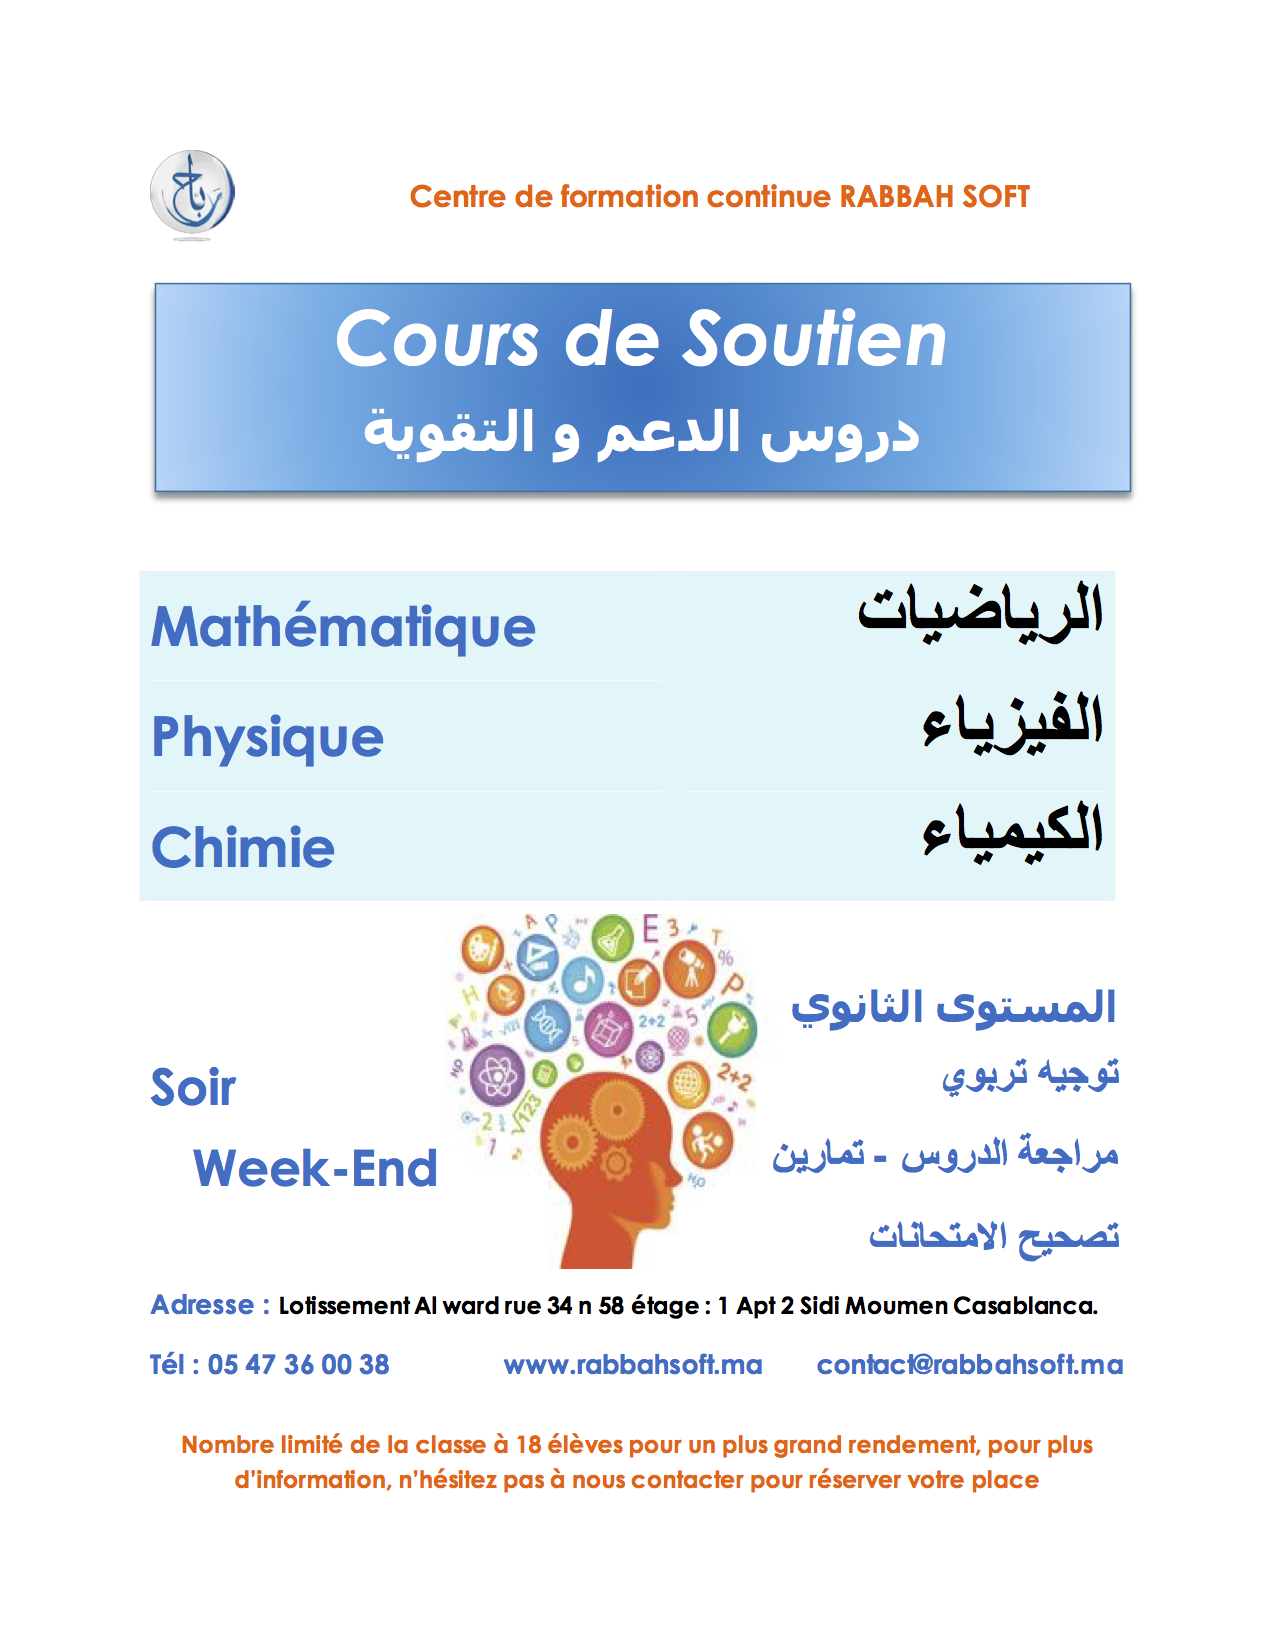 رباح
Centre de formation continue RABBAH SOFT
Cours de Soutien
دروس الدعم و التقوية
Mathématique الرياضيات
Physique الفيزياء
Chimie الكيمياء
المستوى الثانوي
توجيه تربوي
Soir
مراجعة الدروس - تمارين
Week-End
تصحيح الامتحانات
Adresse : Lotissement Al ward rue 34 n 58 étage : 1 Apt 2 Sidi Moumen Casablanca.
Tél : 05 47 36 00 38 www.rabbahsoft.ma contact@rabbahsoft.ma
Nombre limité de la classe à 18 élèves pour un plus grand rendement, pour plus
d’information, n’hésitez pas à nous contacter pour réserver votre place